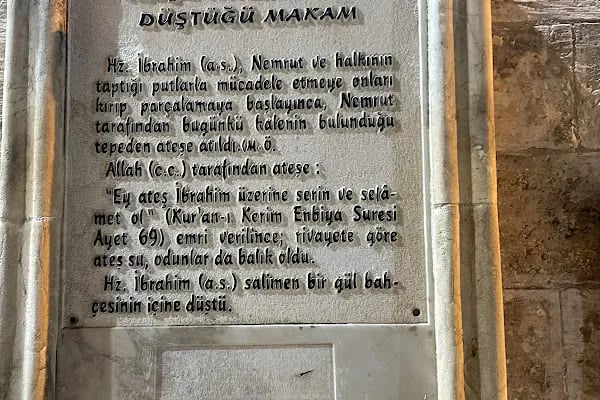 DÜŞTÜĞÜ MAKAM
Hz. İbrahim (a.s.), Nemrut ve halkının
taptığı putlarla mücadele etmeye onları
kırıp parçalamaya başlayınca, Nemrut
tarafından bugünkü kalenin bulunduğu
tepeden ateşe atıldı.(M.Ö.
Allah (c.c.) tarafından ateşe :
"Ey ateş İbrahim üzerine serin ve selâ-
met ol" (Kur'an-ı Kerim Enbiya Suresi
Ayet 69) emri verilince; rivayete göre
ates su, odunlar da balık oldu.
Hz. İbrahim (a.s.) salimen bir gül bah-
çesinin içine düştü.